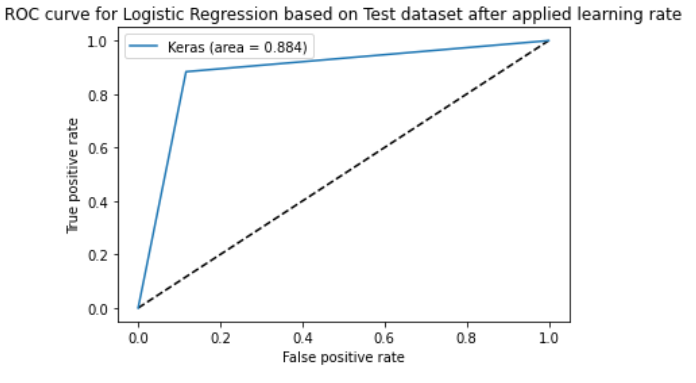 ROC curve for Logistic Regression based on Test dataset after applied learning rate
Keras (area = 0.884)
1.0
0.8
0.6
0.4
0.2
0.0
True positive rate
0.0 0.2 0.4 0.6 0.8 1.0
False positive rate